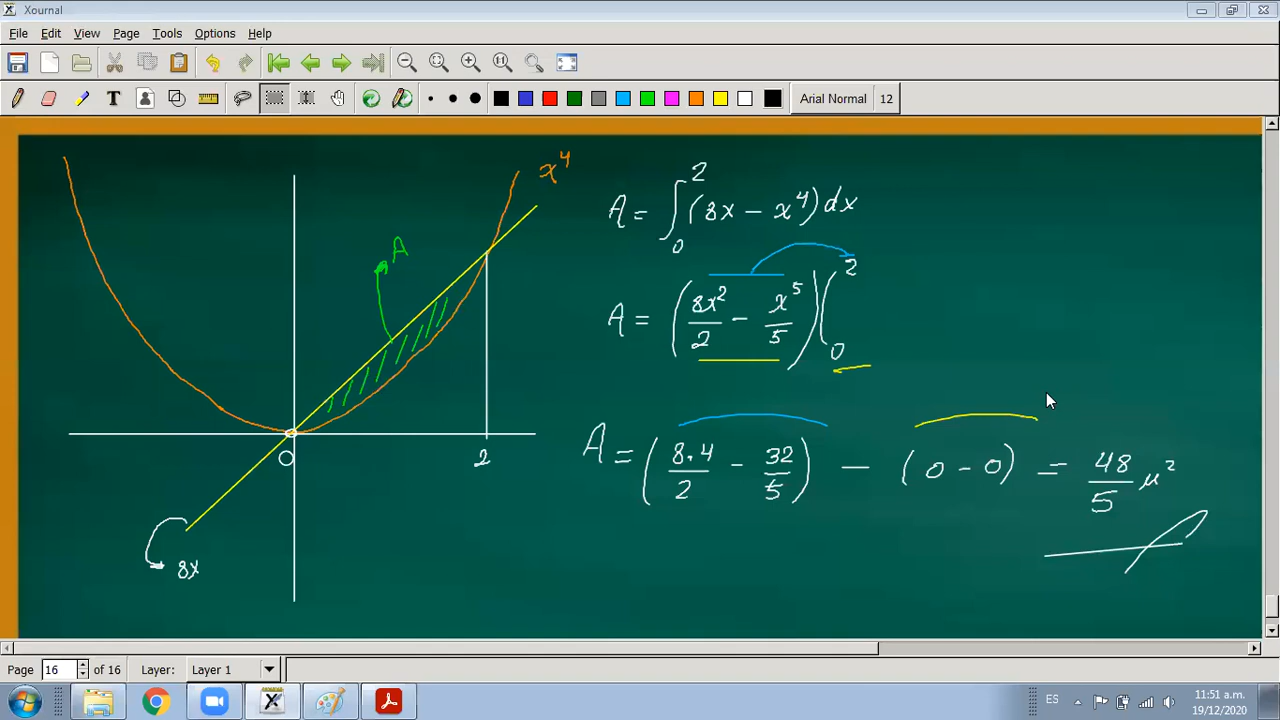 Xournal
File Edit View Page Tools Options Help
Arial Normal 12
x⁴
A
O
2
8x
A = ∫₀² (8x − x⁴) dx
A = (8x²/2 − x⁵/5) (₀²
A = (8·4/2 − 32/5) − (0 − 0) = 48/5 μ²
Page 16 of 16 Layer: Layer 1
ES
11:51 a.m.
19/12/2020